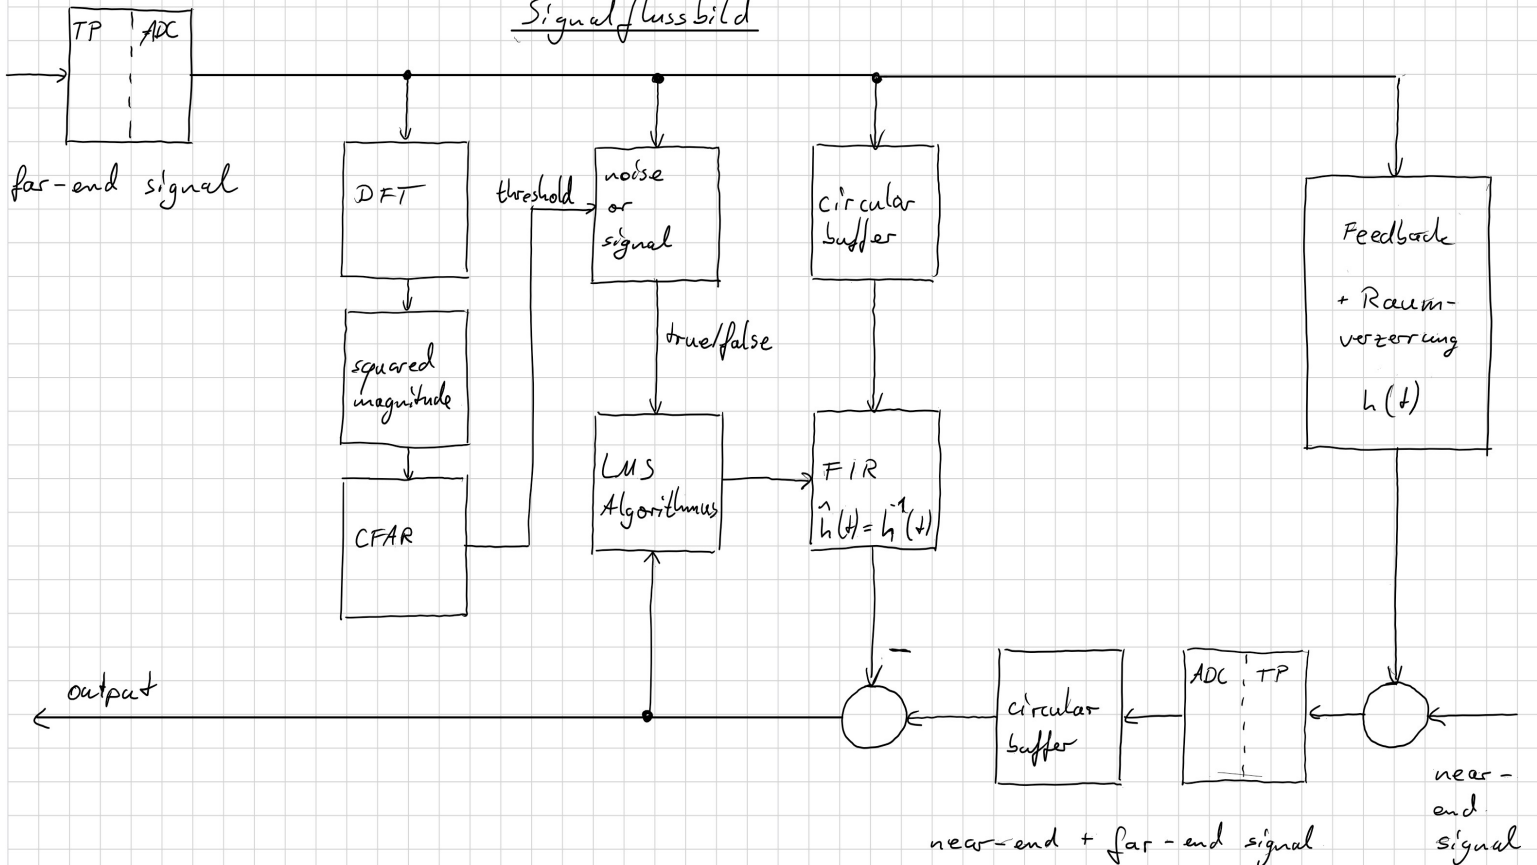 Signalflussbild
TP ADC
far-end signal
DFT
threshold
noise
or
signal
circular
buffer
Feedback
+ Raum-
verzerrung
h(t)
squared
magnitude
true/false
CFAR
LMS
Algorithmus
FIR
ĥ(t) = h⁻¹(t)
−
output
circular
buffer
ADC TP
near-
end
signal
near-end + far-end signal